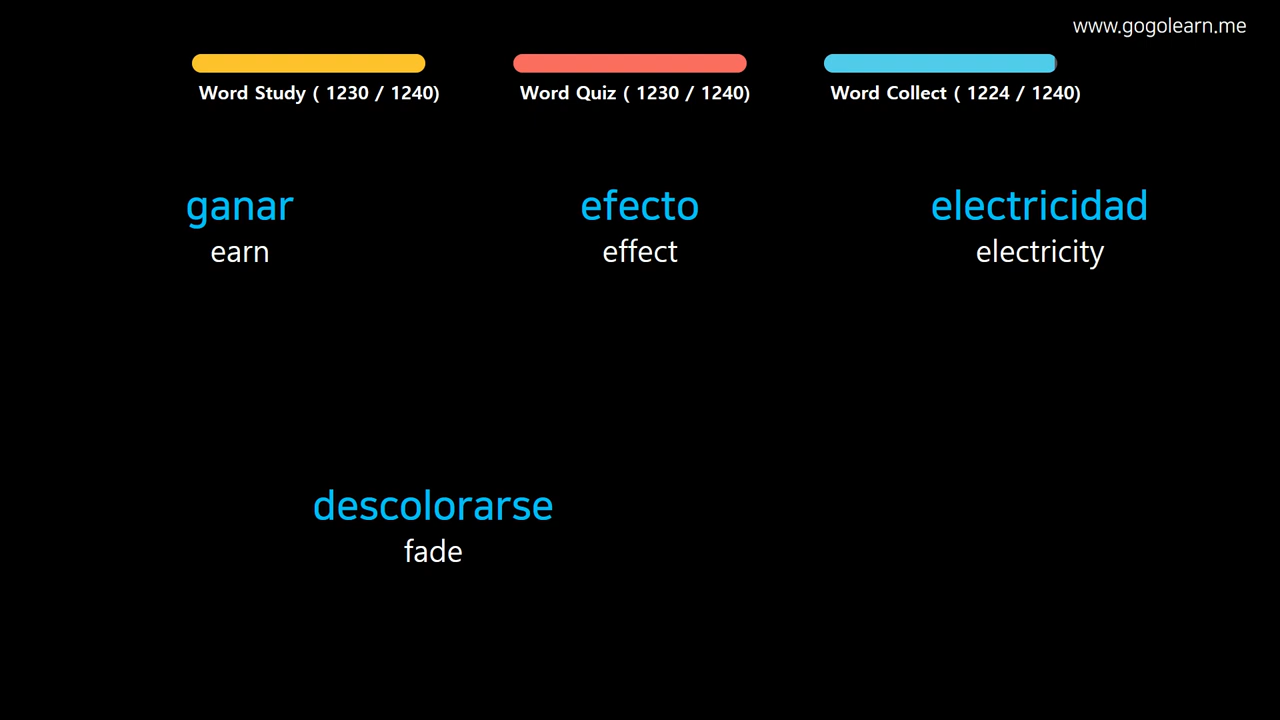 www.gogolearn.me
Word Study ( 1230 / 1240)
Word Quiz ( 1230 / 1240)
Word Collect ( 1224 / 1240)
ganar
earn
efecto
effect
electricidad
electricity
descolorarse
fade